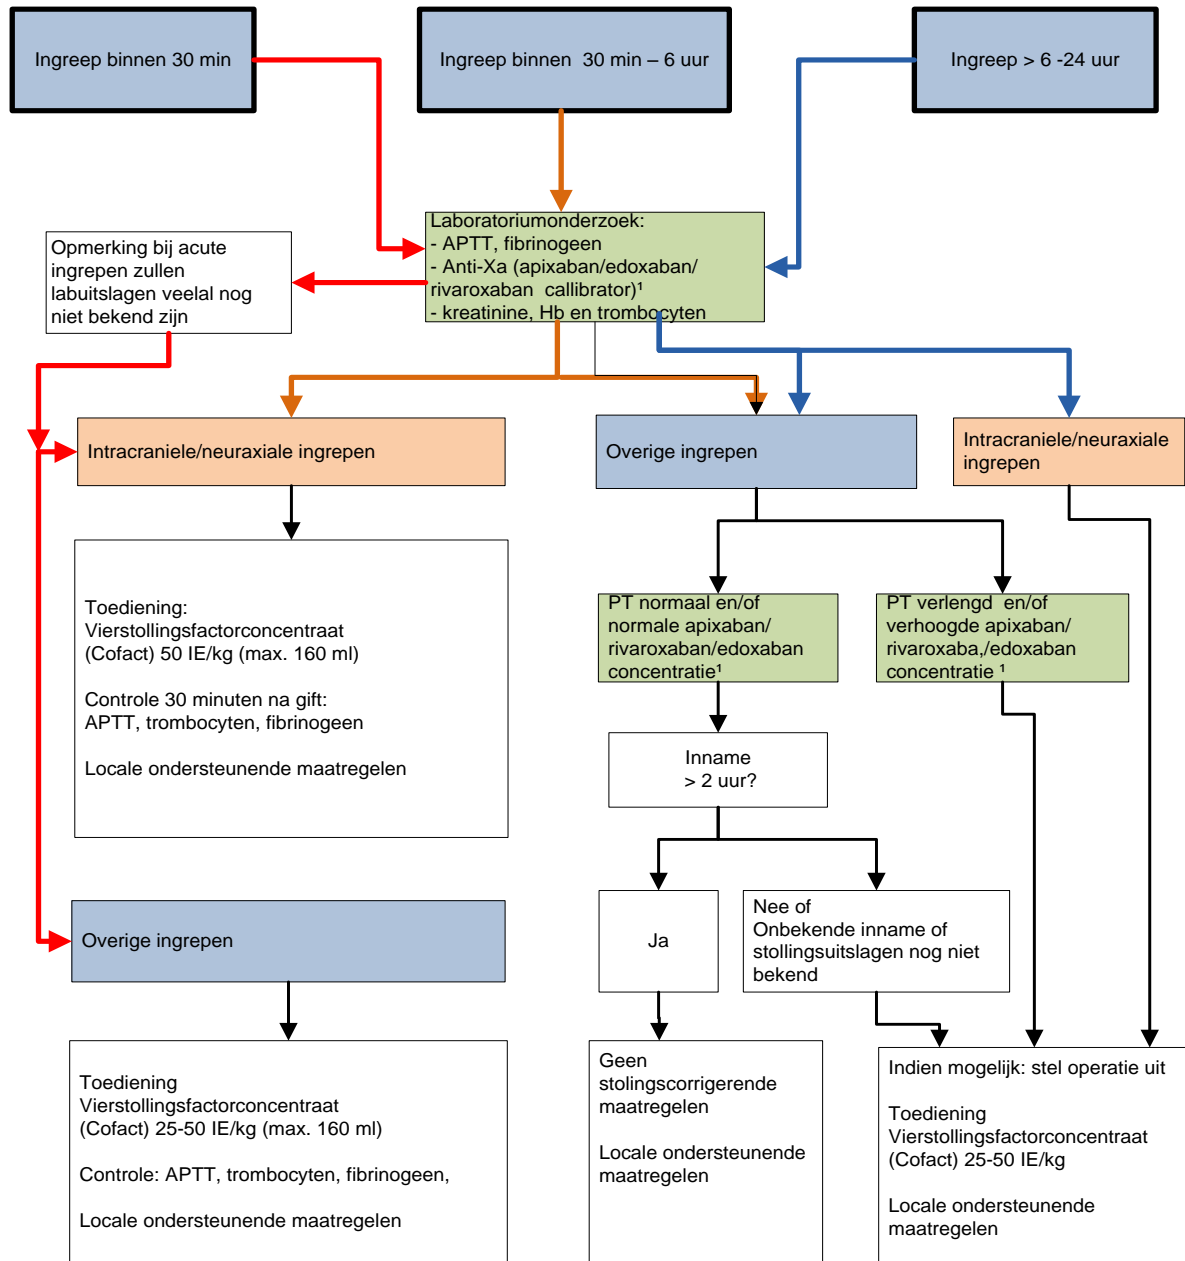 Ingreep binnen 30 min
Ingreep binnen  30 min – 6 uur
Ingreep > 6 -24 uur
Laboratoriumonderzoek:
- APTT, fibrinogeen
- Anti-Xa (apixaban/edoxaban/
rivaroxaban  callibrator)¹
- kreatinine, Hb en trombocyten
Opmerking bij acute
ingrepen zullen
labuitslagen veelal nog
niet bekend zijn
Intracraniele/neuraxiale ingrepen
Overige ingrepen
Intracraniele/neuraxiale
ingrepen
Toediening:
Vierstollingsfactorconcentraat
(Cofact) 50 IE/kg (max. 160 ml)
Controle 30 minuten na gift:
APTT, trombocyten, fibrinogeen
Locale ondersteunende maatregelen
PT normaal en/of
normale apixaban/
rivaroxaban/edoxaban
concentratie¹
PT verlengd  en/of
verhoogde apixaban/
rivaroxaba,/edoxaban
concentratie ¹
Inname
> 2 uur?
Ja
Nee of
Onbekende inname of
stollingsuitslagen nog niet
bekend
Overige ingrepen
Toediening
Vierstollingsfactorconcentraat
(Cofact) 25-50 IE/kg (max. 160 ml)
Controle: APTT, trombocyten, fibrinogeen,
Locale ondersteunende maatregelen
Geen
stolingscorrigerende
maatregelen
Locale ondersteunende
maatregelen
Indien mogelijk: stel operatie uit
Toediening
Vierstollingsfactorconcentraat
(Cofact) 25-50 IE/kg
Locale ondersteunende
maatregelen